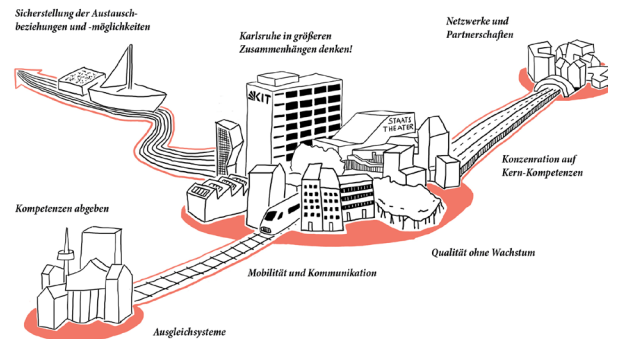 Sicherstellung der Austausch-
beziehungen und -möglichkeiten
Karlsruhe in größeren
Zusammenhängen denken!
Netzwerke und
Partnerschaften
KIT
STAATS
THEATER
Konzenration auf
Kern-Kompetenzen
Kompetenzen abgeben
Qualität ohne Wachstum
Mobilität und Kommunikation
Ausgleichsysteme